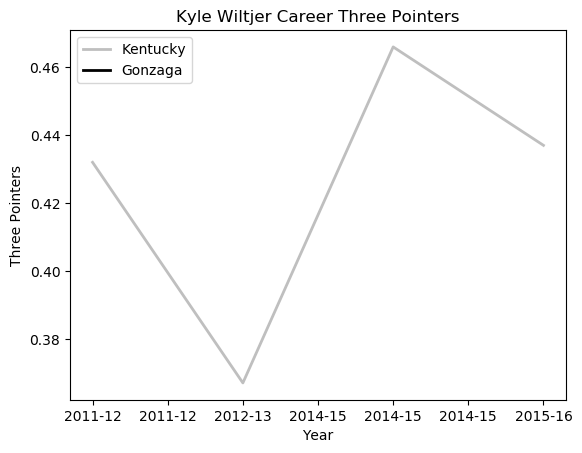 Kyle Wiltjer Career Three Pointers
Kentucky
Gonzaga
0.46
0.44
0.42
0.40
0.38
Three Pointers
2011-12 2011-12 2012-13 2014-15 2014-15 2014-15 2015-16
Year